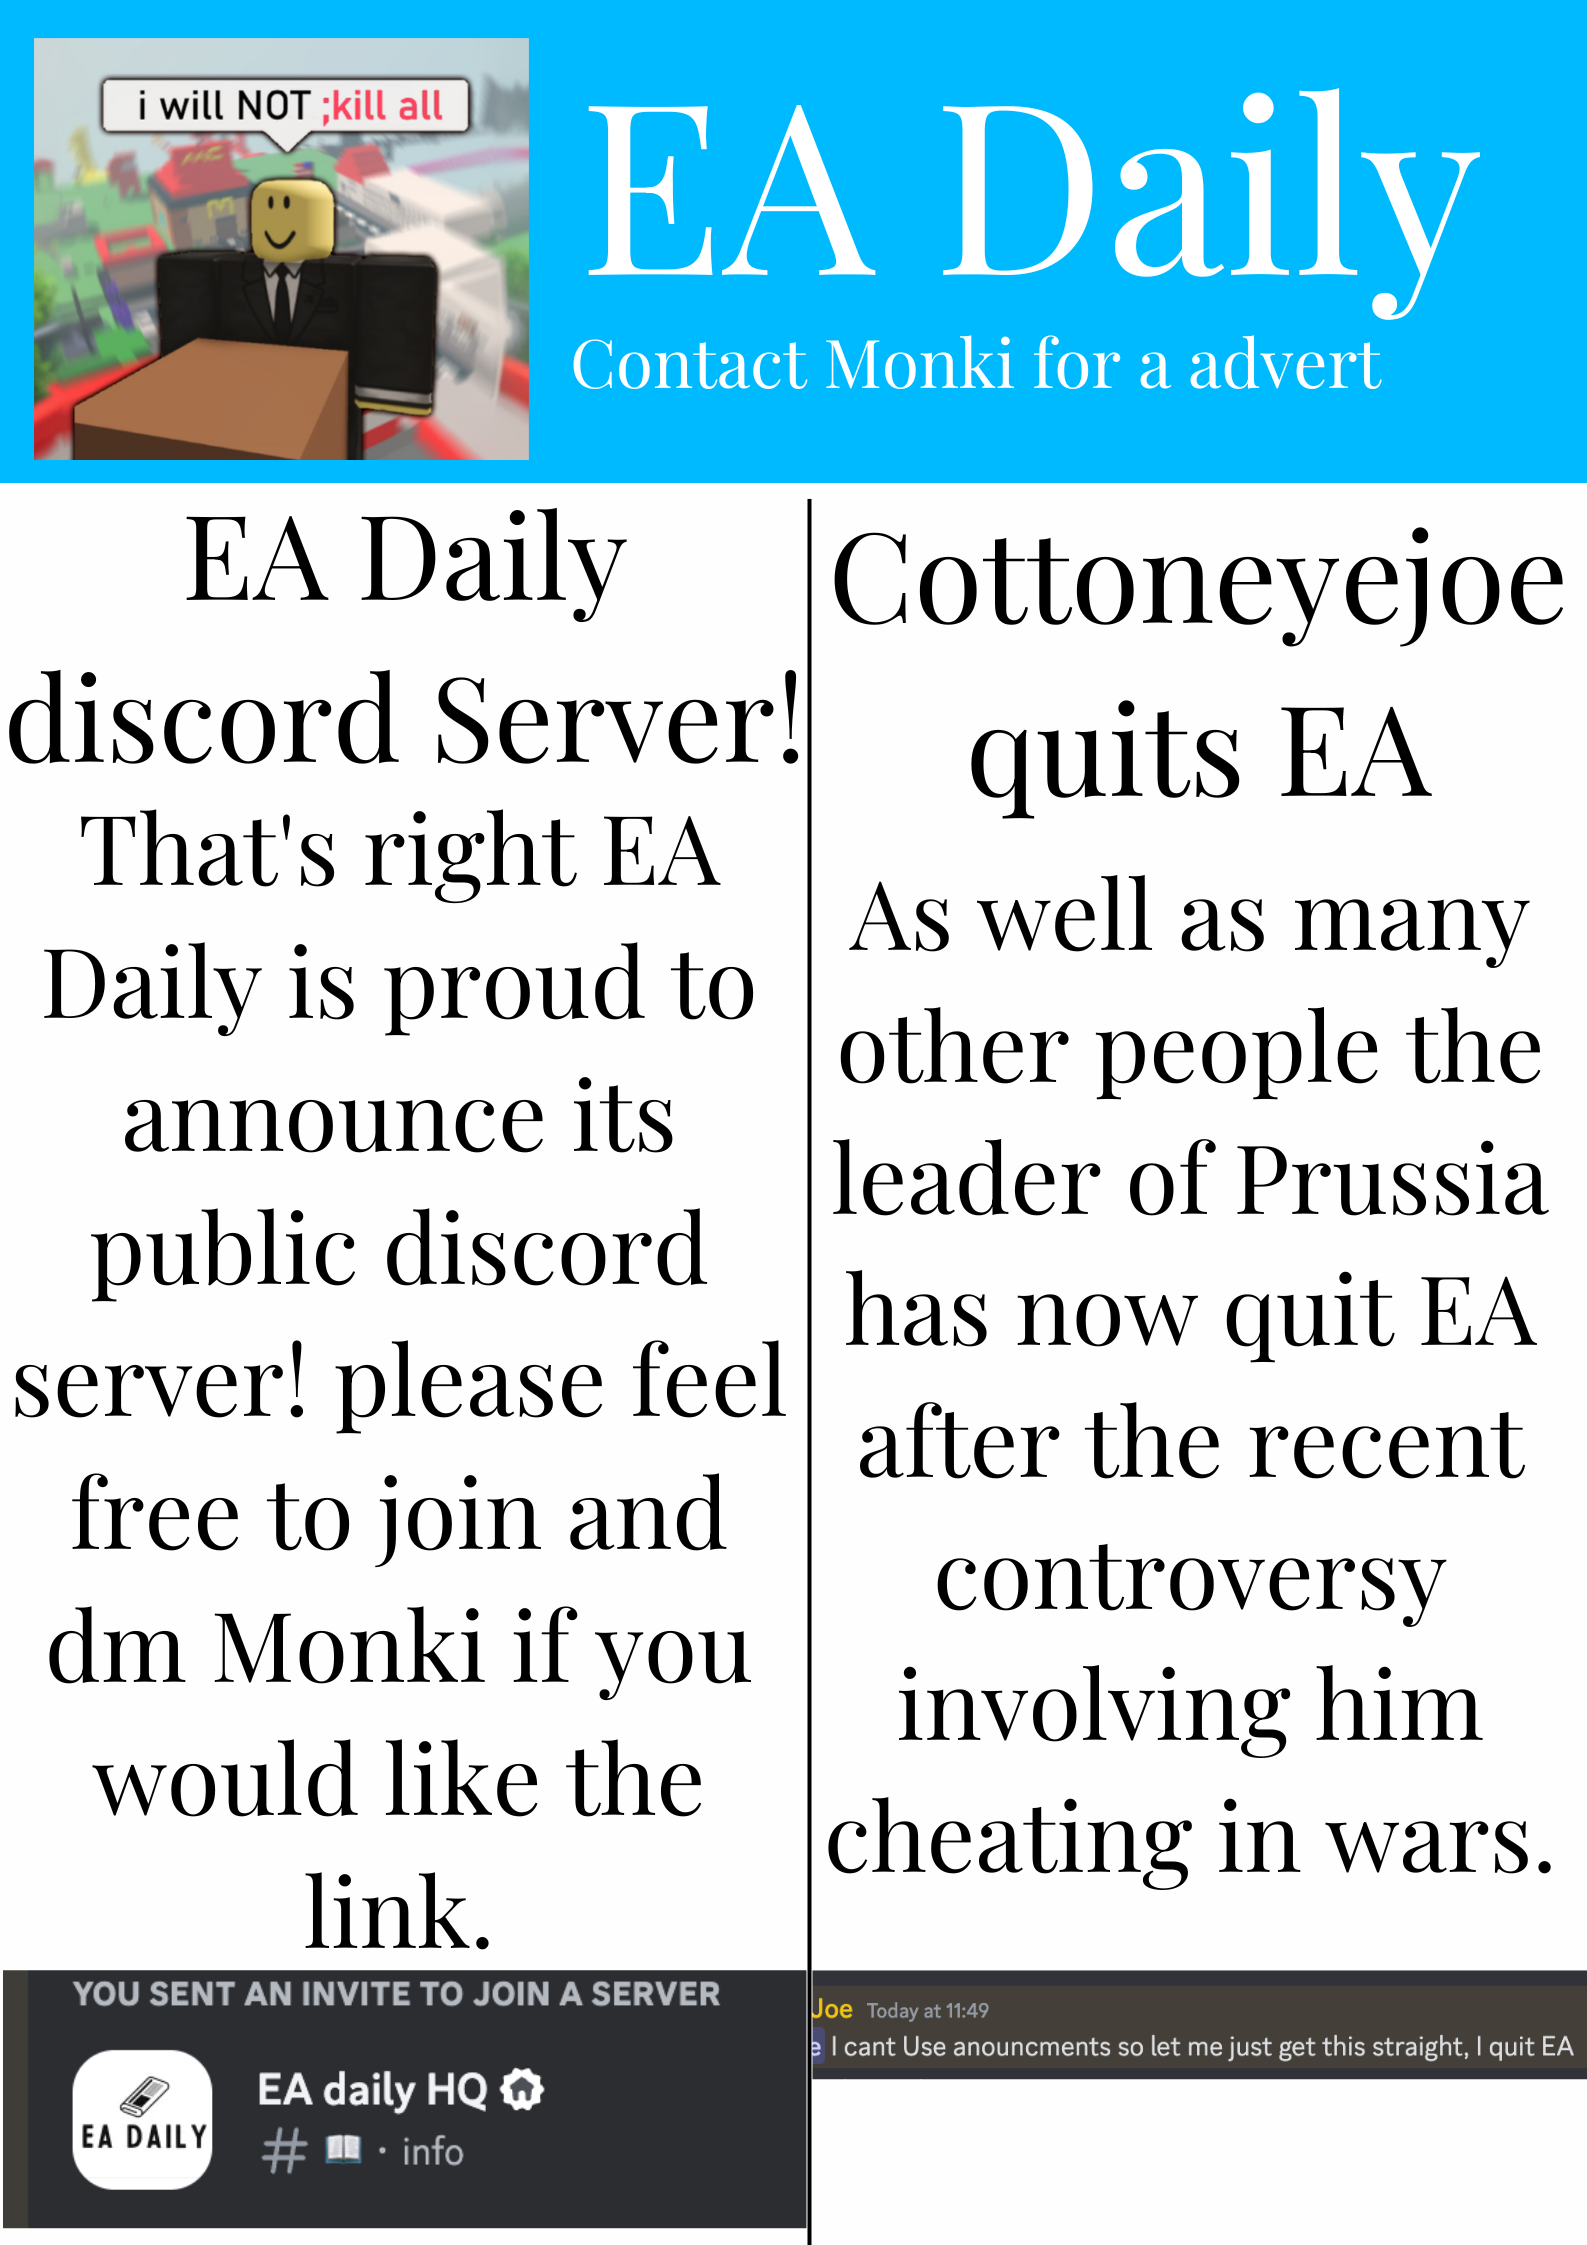 i will NOT ;kill all
EA Daily
Contact Monki for a advert
EA Daily
discord Server!
That's right EA
Daily is proud to
announce its
public discord
server! please feel
free to join and
dm Monki if you
would like the
link.
YOU SENT AN INVITE TO JOIN A SERVER
EA DAILY
EA daily HQ
# 📖 · info
Cottoneyejoe
quits EA
As well as many
other people the
leader of Prussia
has now quit EA
after the recent
controversy
involving him
cheating in wars.
Joe Today at 11:49
e I cant Use anouncments so let me just get this straight, I quit EA